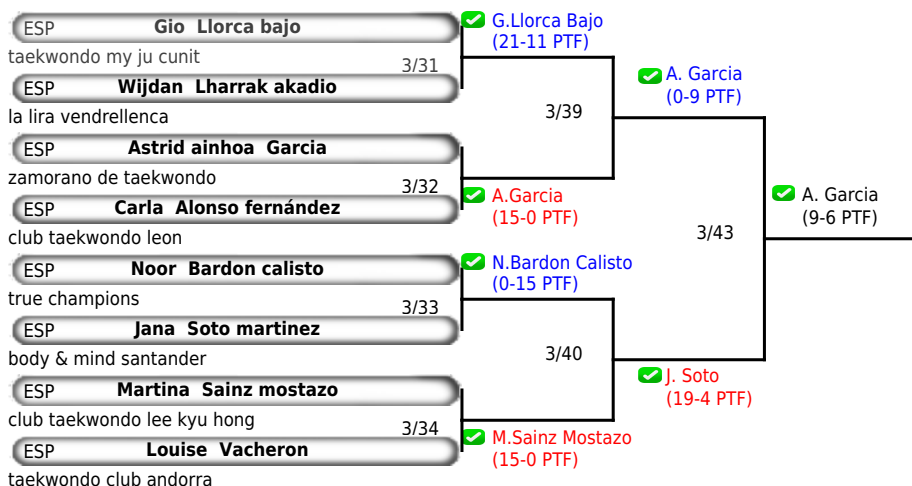 ESP Gio Llorca bajo
taekwondo my ju cunit
3/31
ESP Wijdan Lharrak akadio
la lira vendrellenca
ESP Astrid ainhoa Garcia
zamorano de taekwondo
3/32
ESP Carla Alonso fernández
club taekwondo leon
ESP Noor Bardon calisto
true champions
3/33
ESP Jana Soto martinez
body & mind santander
ESP Martina Sainz mostazo
club taekwondo lee kyu hong
3/34
ESP Louise Vacheron
taekwondo club andorra
G.Llorca Bajo
(21-11 PTF)
3/39
A.Garcia
(15-0 PTF)
N.Bardon Calisto
(0-15 PTF)
3/40
M.Sainz Mostazo
(15-0 PTF)
A. Garcia
(0-9 PTF)
3/43
J. Soto
(19-4 PTF)
A. Garcia
(9-6 PTF)